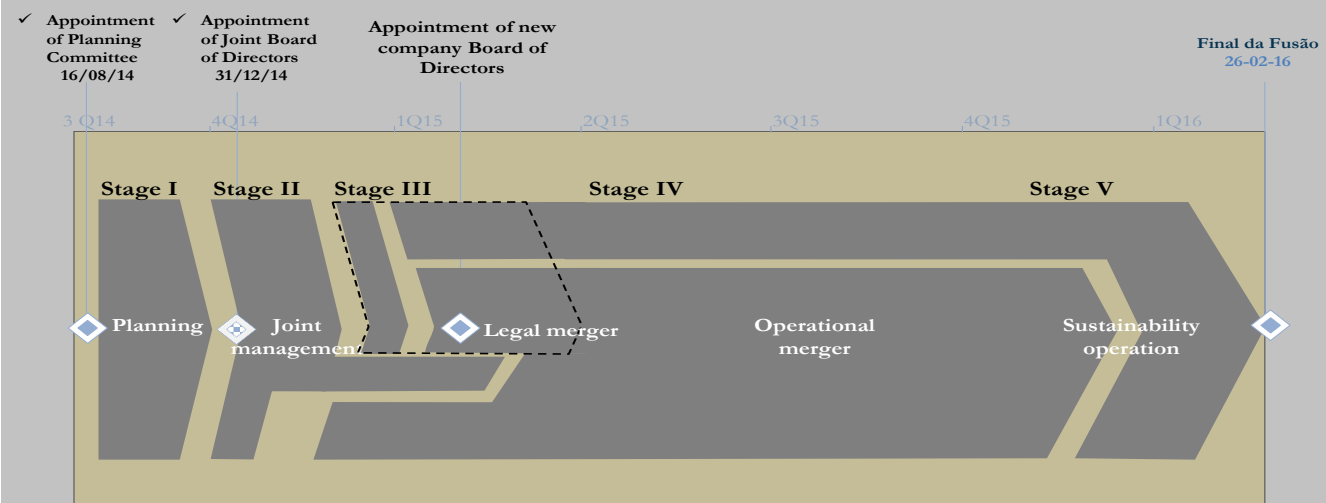 ✓ Appointment
of Planning
Committee
16/08/14
✓ Appointment
of Joint Board
of Directors
31/12/14
Appointment of new
company Board of
Directors
Final da Fusão
26-02-16
3 Q14
4Q14
1Q15
2Q15
3Q15
4Q15
1Q16
Stage I
Stage II
Stage III
Stage IV
Stage V
Planning
Joint
management
Legal merger
Operational
merger
Sustainability
operation